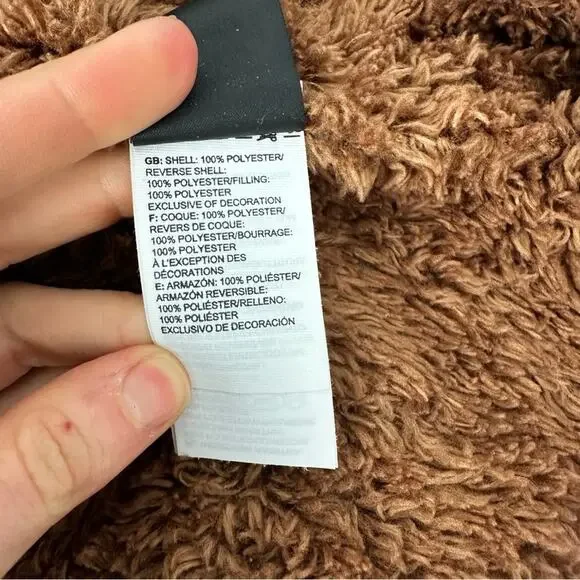 GB: SHELL: 100% POLYESTER/
REVERSE SHELL:
100% POLYESTER/FILLING:
100% POLYESTER
EXCLUSIVE OF DECORATION
F: COQUE: 100% POLYESTER/
REVERS DE COQUE:
100% POLYESTER/BOURRAGE:
100% POLYESTER
À L'EXCEPTION DES
DÉCORATIONS
E: ARMAZÓN: 100% POLIÉSTER/
ARMAZÓN REVERSIBLE:
100% POLIÉSTER/RELLENO:
100% POLIÉSTER
EXCLUSIVO DE DECORACIÓN